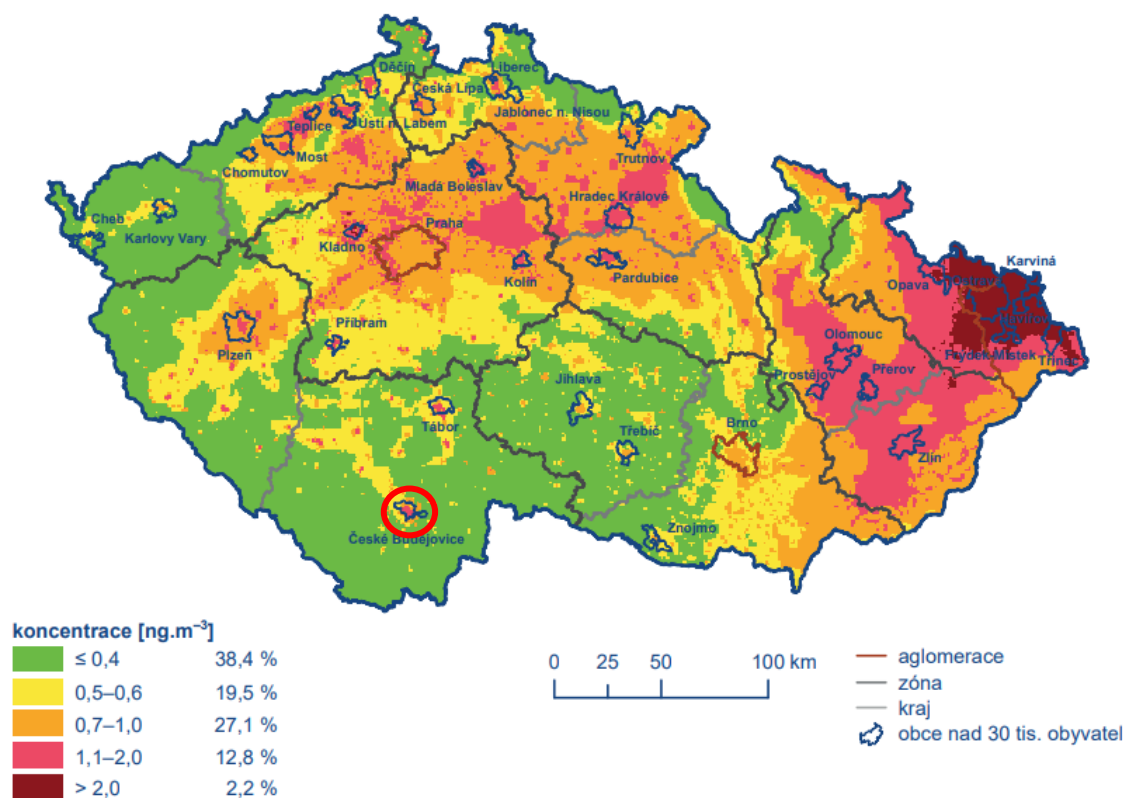 Děčín
Liberec
Česká Lípa
Teplice
Ústí n. Labem
Jablonec n. Nisou
Most
Trutnov
Chomutov
Mladá Boleslav
Hradec Králové
Cheb
Karlovy Vary
Praha
Kladno
Kolín
Pardubice
Karviná
Opava
Ostrava
Havířov
Příbram
Plzeň
Olomouc
Frýdek-Místek
Třinec
Prostějov
Přerov
Jihlava
Tábor
Třebíč
Brno
Zlín
Znojmo
České Budějovice
koncentrace [ng.m⁻³]
≤ 0,4 38,4 %
0,5–0,6 19,5 %
0,7–1,0 27,1 %
1,1–2,0 12,8 %
> 2,0 2,2 %
0 25 50 100 km
aglomerace
zóna
kraj
obce nad 30 tis. obyvatel